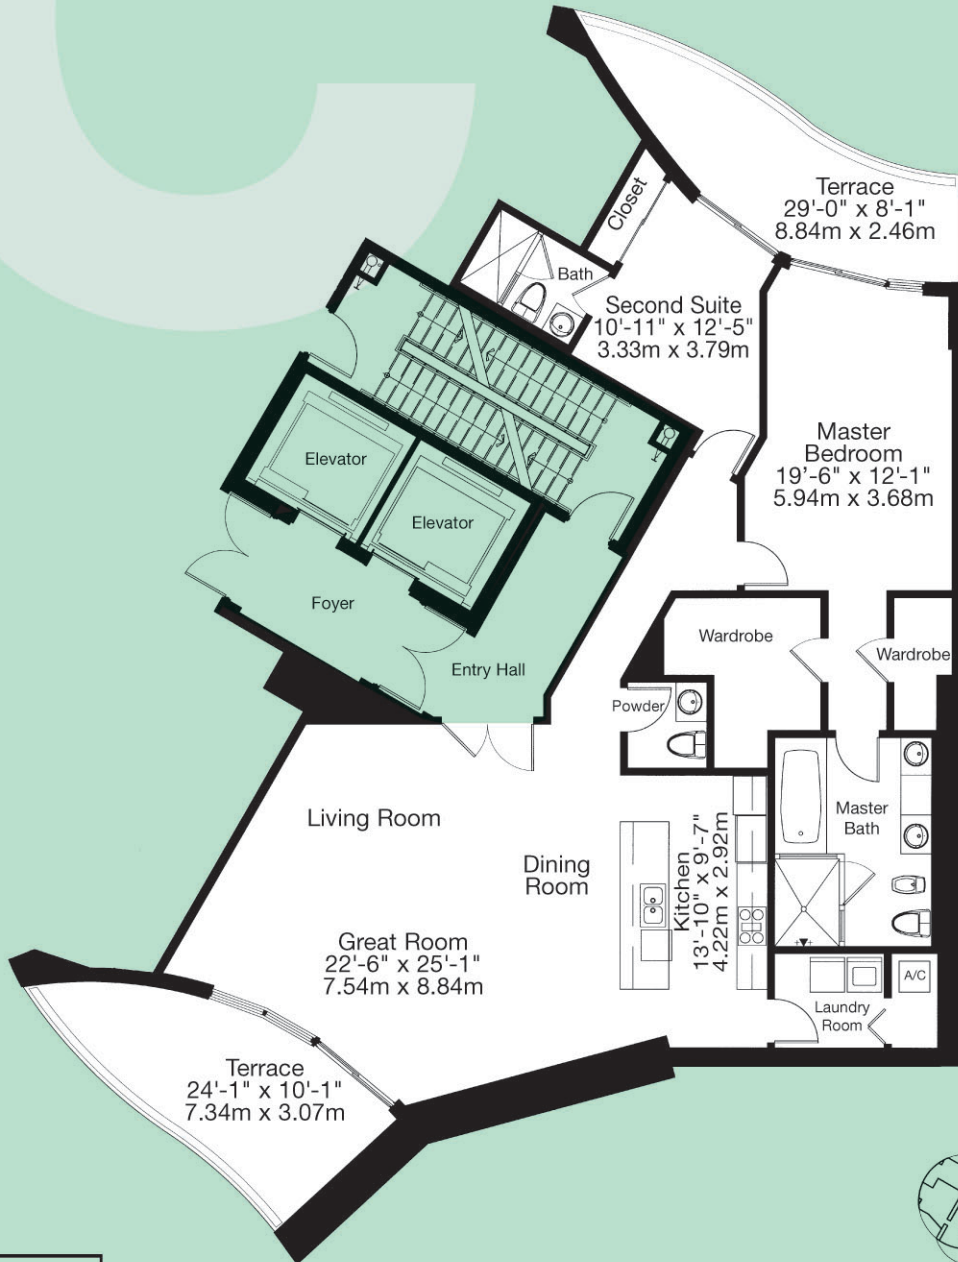 Terrace
29'-0" x 8'-1"
8.84m x 2.46m
Closet
Bath
Second Suite
10'-11" x 12'-5"
3.33m x 3.79m
Master
Bedroom
19'-6" x 12'-1"
5.94m x 3.68m
Elevator
Elevator
Foyer
Entry Hall
Wardrobe
Wardrobe
Powder
Living Room
Dining
Room
Kitchen
13'-10" x 9'-7"
4.22m x 2.92m
Master
Bath
Great Room
22'-6" x 25'-1"
7.54m x 8.84m
Laundry
Room
A/C
Terrace
24'-1" x 10'-1"
7.34m x 3.07m